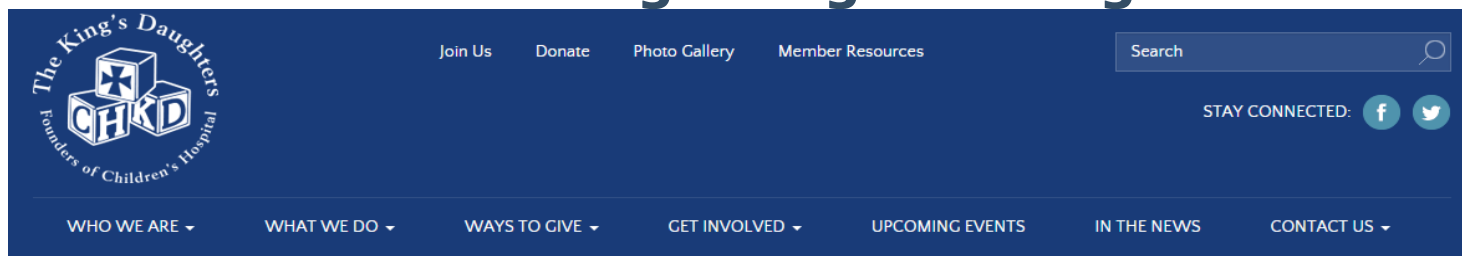 The King's Daughters
CHKD
Founders of Children's Hospital
Join Us Donate Photo Gallery Member Resources
Search
STAY CONNECTED:
WHO WE ARE WHAT WE DO WAYS TO GIVE GET INVOLVED UPCOMING EVENTS IN THE NEWS CONTACT US